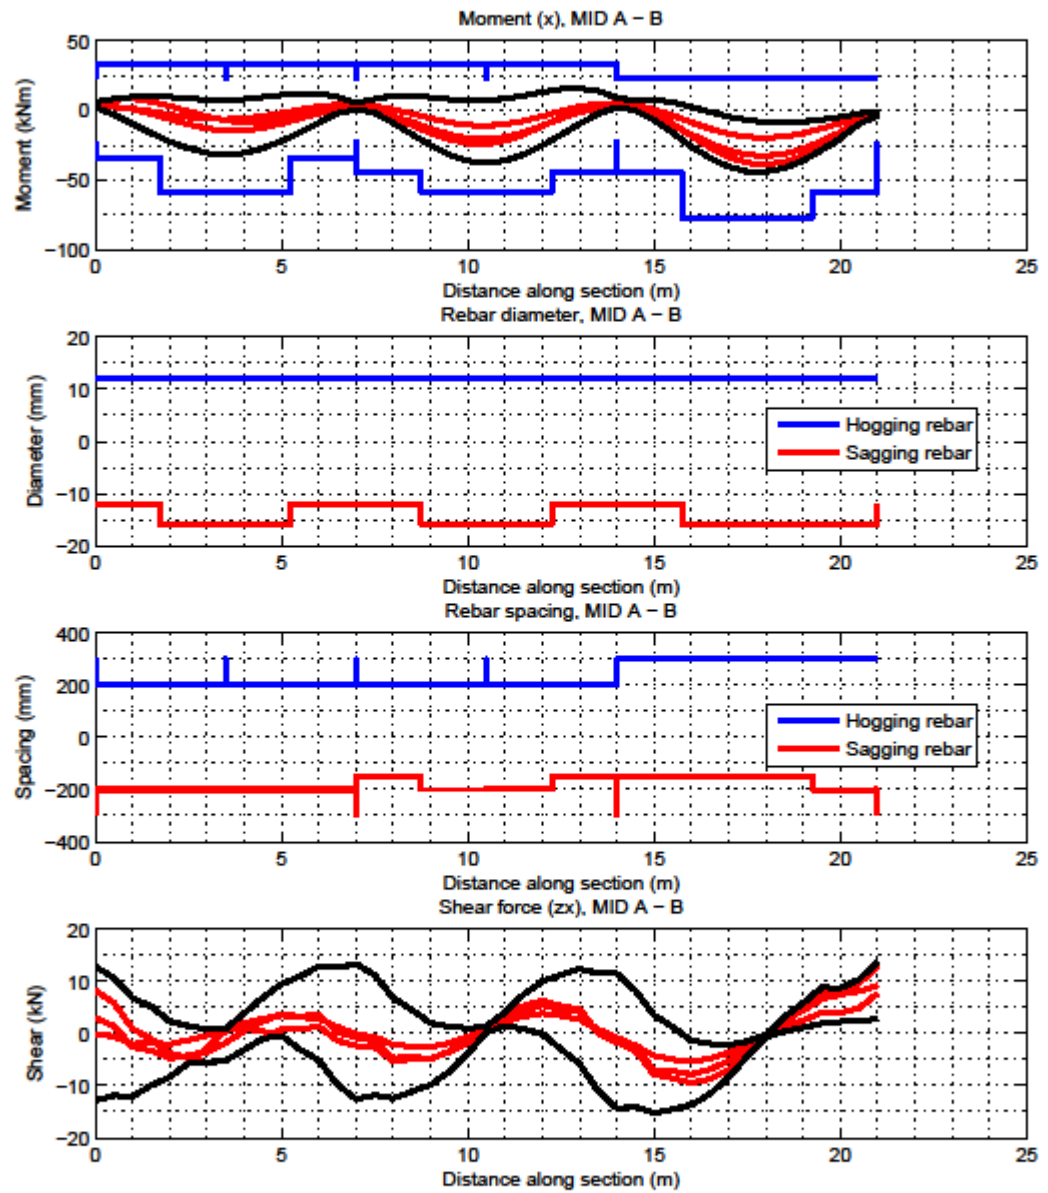 Moment (x), MID A − B
50
0
−50
−100
Moment (kNm)
0 5 10 15 20 25
Distance along section (m)
Rebar diameter, MID A − B
20
10
0
−10
−20
Diameter (mm)
Hogging rebar
Sagging rebar
0 5 10 15 20 25
Distance along section (m)
Rebar spacing, MID A − B
400
200
0
−200
−400
Spacing (mm)
Hogging rebar
Sagging rebar
0 5 10 15 20 25
Distance along section (m)
Shear force (zx), MID A − B
20
10
0
−10
−20
Shear (kN)
0 5 10 15 20 25
Distance along section (m)